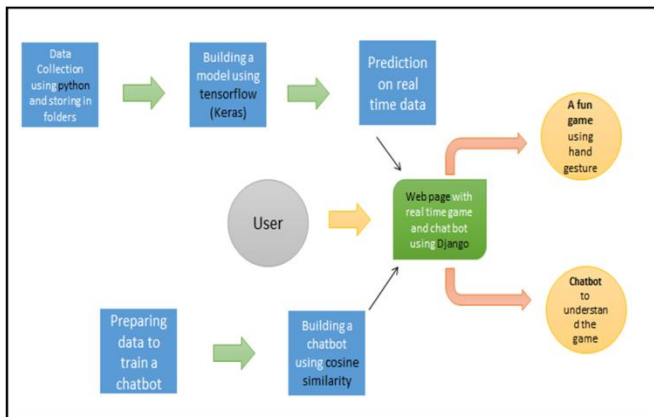 Data
Collection
using python
and storing in
folders
Building a
model using
tensorflow
(Keras)
Prediction
on real
time data
A fun
game
using
hand
gesture
User
Web page with
real time game
and chat bot
using Django
Preparing
data to
train a
chatbot
Building a
chatbot
using cosine
similarity
Chatbot
to
understan
d the
game